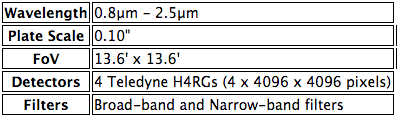 Wavelength 0.8µm – 2.5µm
Plate Scale 0.10"
FoV 13.6' x 13.6'
Detectors 4 Teledyne H4RGs (4 x 4096 x 4096 pixels)
Filters Broad-band and Narrow-band filters